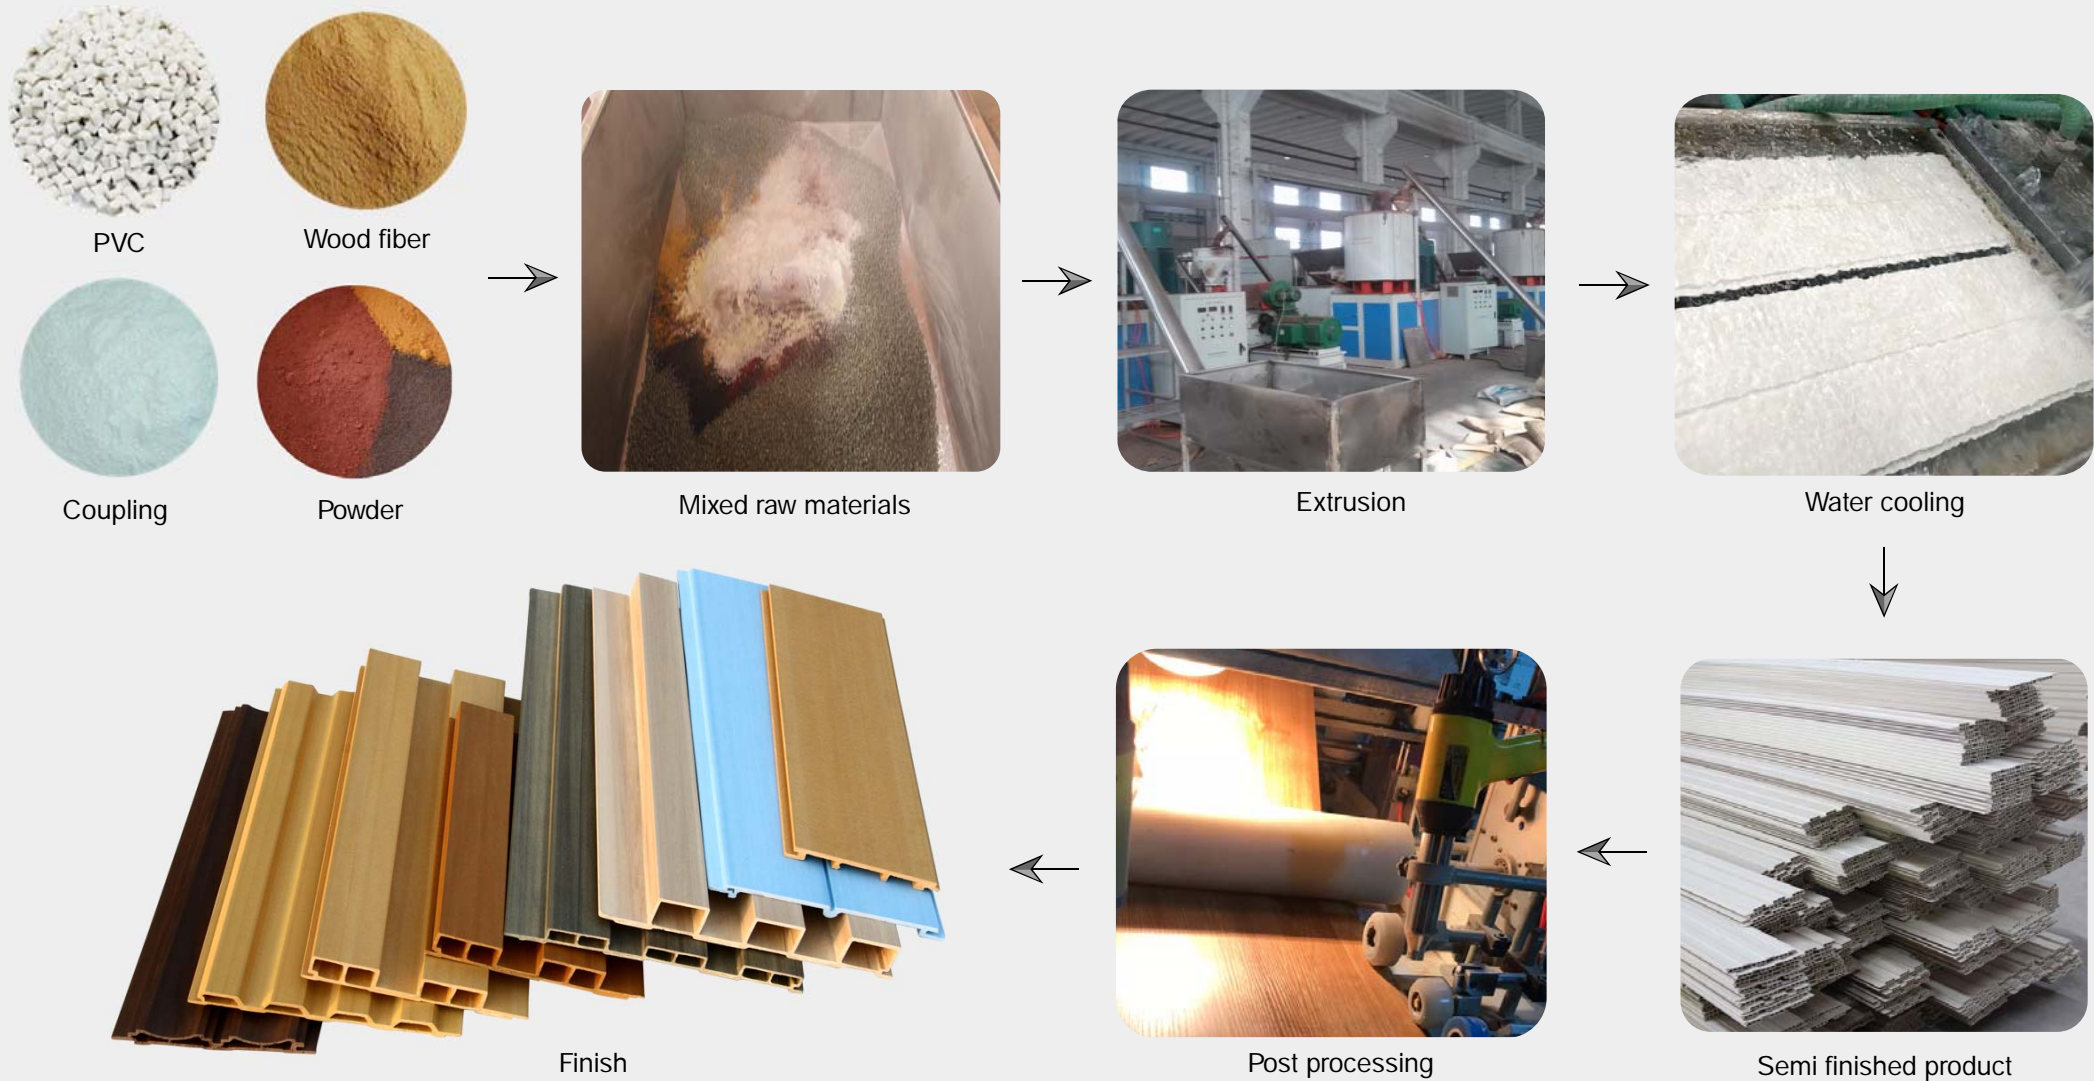 PVC
Wood fiber
Coupling
Powder
Mixed raw materials
Extrusion
Water cooling
Semi finished product
Post processing
Finish